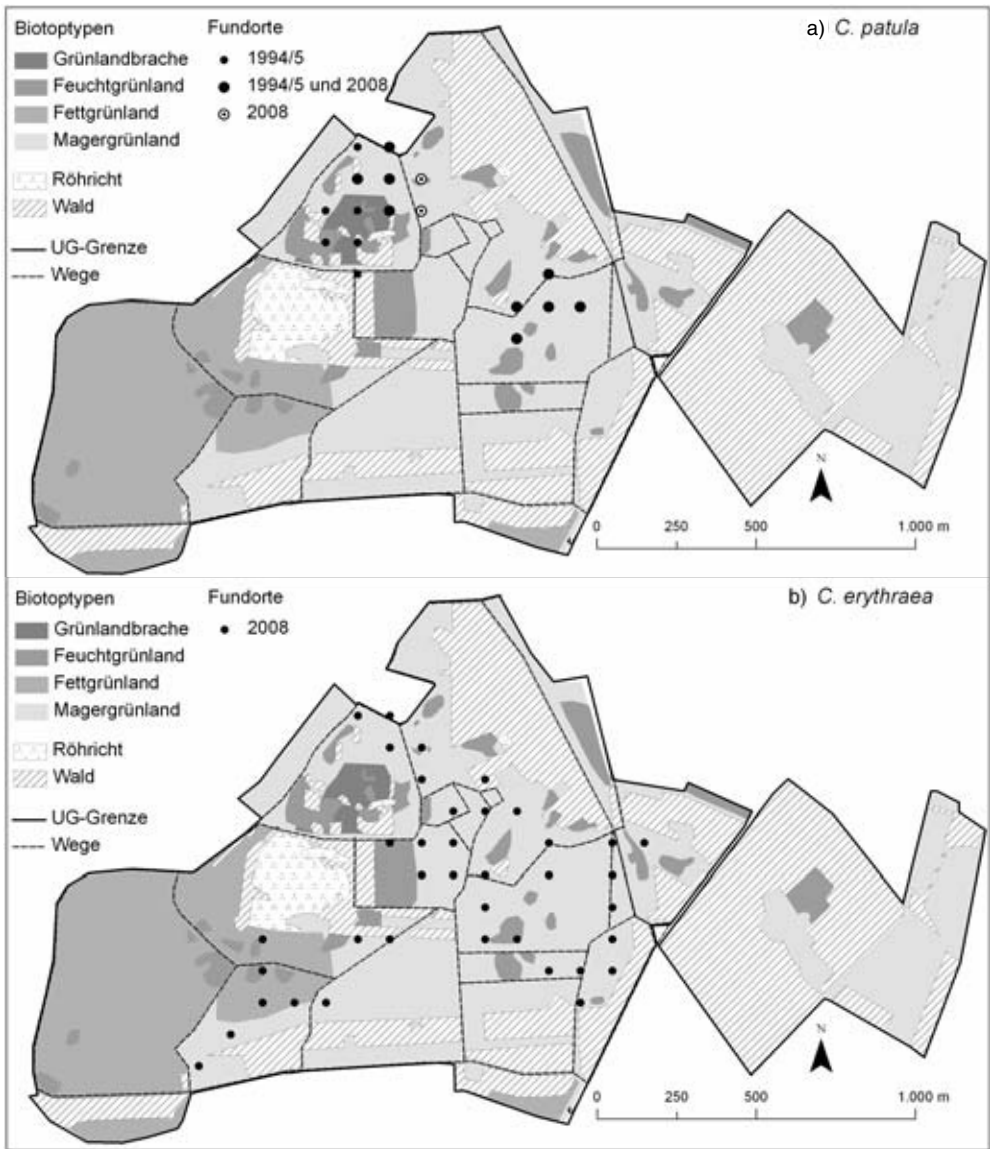 Biotoptypen
Grünlandbrache
Feuchtgrünland
Fettgrünland
Magergrünland
Röhricht
Wald
UG-Grenze
Wege
Fundorte
1994/5
1994/5 und 2008
2008
a) C. patula
N
0 250 500 1.000 m
Biotoptypen
Grünlandbrache
Feuchtgrünland
Fettgrünland
Magergrünland
Röhricht
Wald
UG-Grenze
Wege
Fundorte
2008
b) C. erythraea
N
0 250 500 1.000 m